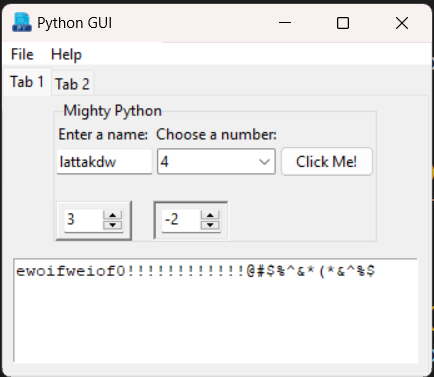 Python GUI
File Help
Tab 1 Tab 2
Mighty Python
Enter a name: Choose a number:
lattakdw 4 Click Me!
3 -2
ewoifweiof0!!!!!!!!!!!!@#$%^&*(*&^%$